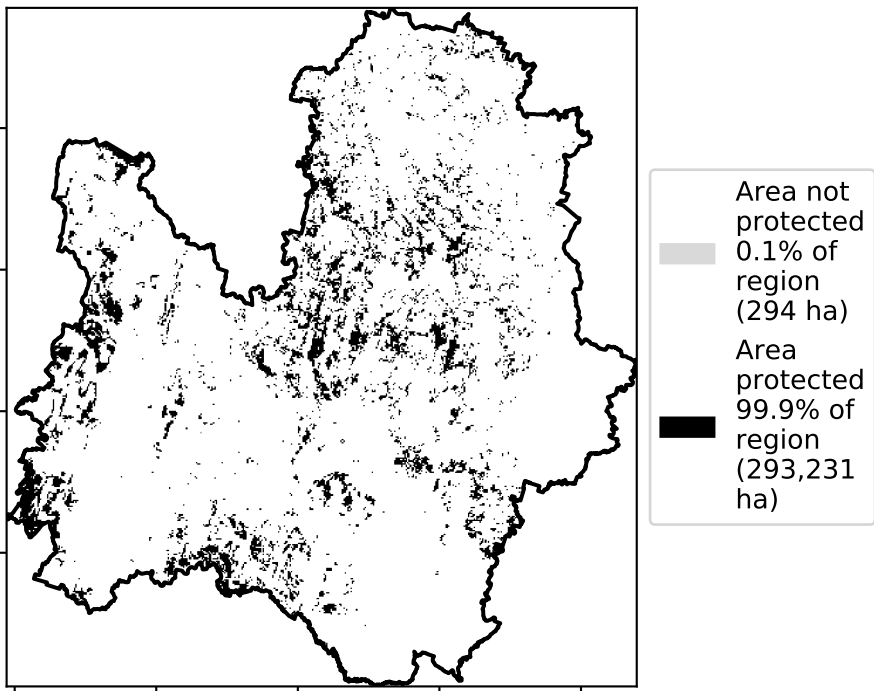 Area not
protected
0.1% of
region
(294 ha)
Area
protected
99.9% of
region
(293,231
ha)